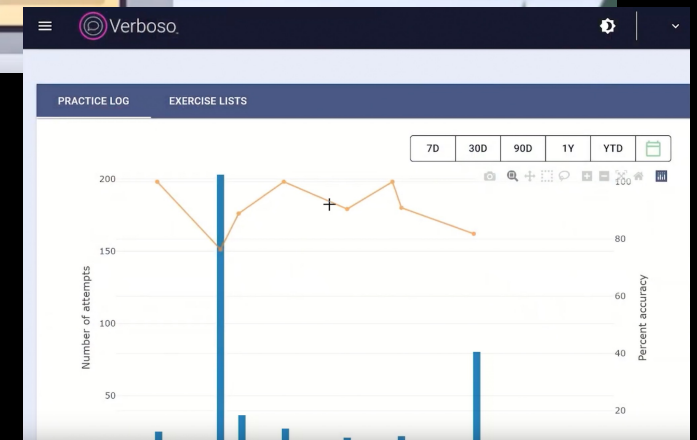 Verboso
PRACTICE LOG EXERCISE LISTS
7D 30D 90D 1Y YTD
200 100
150 80
Number of attempts Percent accuracy
60
100
40
50
20